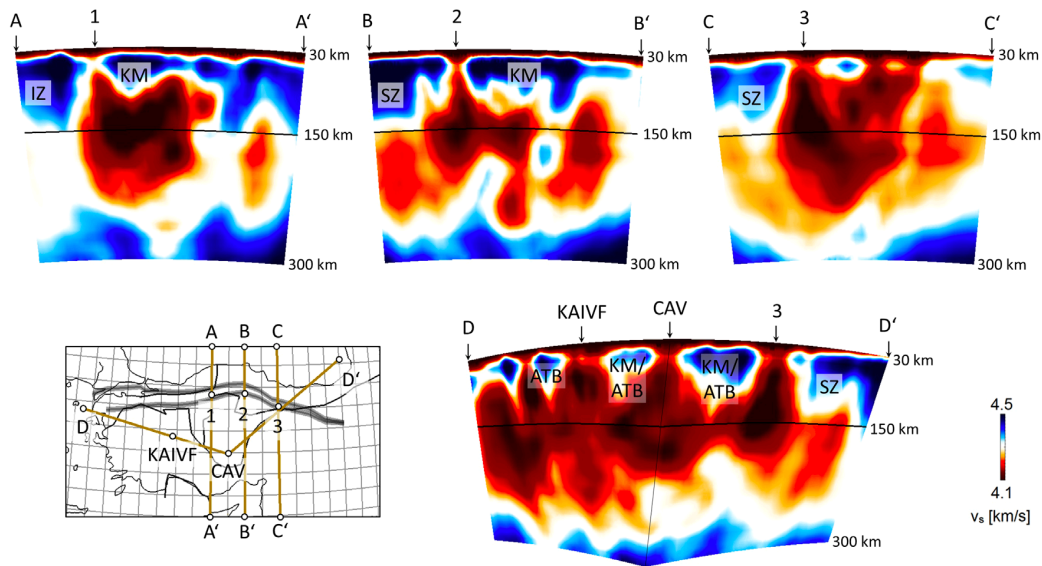 A 1 A‘
30 km
KM
IZ
150 km
300 km
B 2 B‘
30 km
KM
SZ
150 km
300 km
C 3 C‘
30 km
SZ
150 km
300 km
A B C
D‘
D
1 2 3
KAIVF
CAV
A‘ B‘ C‘
KAIVF CAV 3
D D‘
30 km
ATB
KM/
ATB
KM/
ATB
SZ
150 km
300 km
4.5
4.1
vs [km/s]